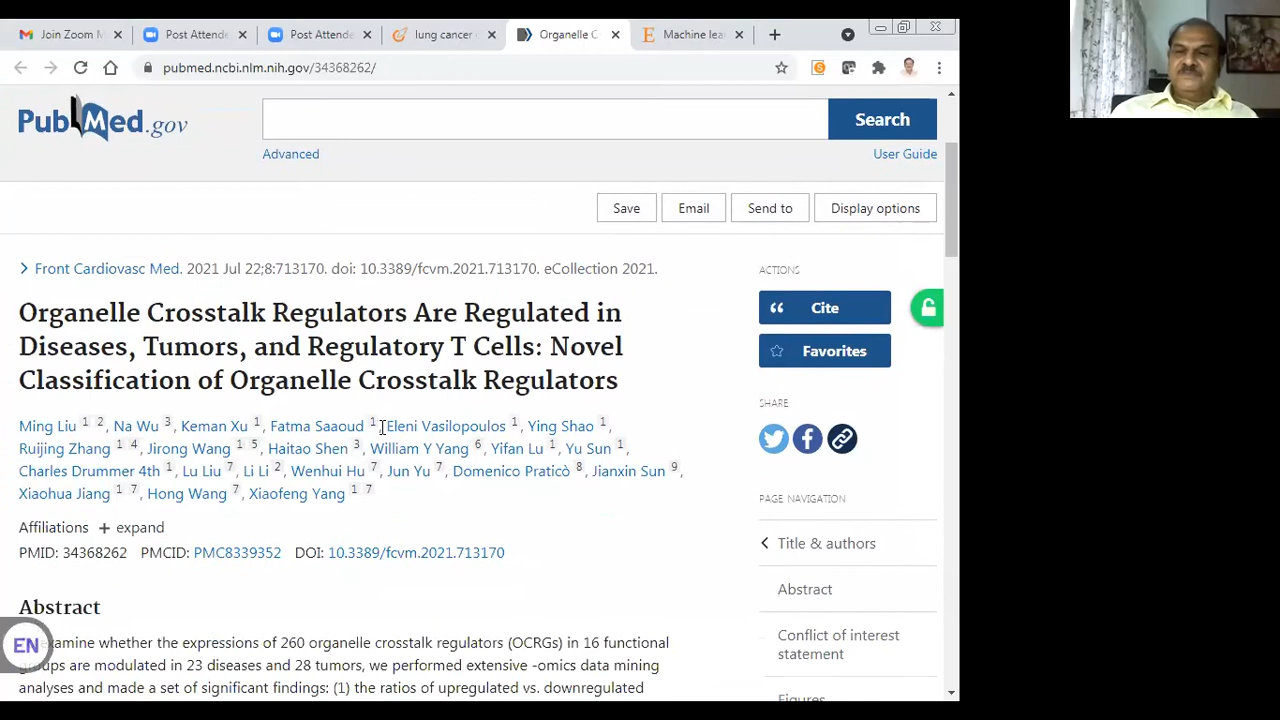 Join Zoom M
Post Attende
Post Attende
lung cancer
Organelle C
Machine lea
pubmed.ncbi.nlm.nih.gov/34368262/
PubMed.gov
Search
Advanced
User Guide
Save
Email
Send to
Display options
Front Cardiovasc Med. 2021 Jul 22;8:713170. doi: 10.3389/fcvm.2021.713170. eCollection 2021.
Organelle Crosstalk Regulators Are Regulated in
Diseases, Tumors, and Regulatory T Cells: Novel
Classification of Organelle Crosstalk Regulators
Ming Liu 1 2, Na Wu 3, Keman Xu 1, Fatma Saaoud 1, Eleni Vasilopoulos 1, Ying Shao 1,
Ruijing Zhang 1 4, Jirong Wang 1 5, Haitao Shen 3, William Y Yang 6, Yifan Lu 1, Yu Sun 1,
Charles Drummer 4th 1, Lu Liu 7, Li Li 2, Wenhui Hu 7, Jun Yu 7, Domenico Praticò 8, Jianxin Sun 9,
Xiaohua Jiang 1 7, Hong Wang 7, Xiaofeng Yang 1 7
Affiliations + expand
PMID: 34368262 PMCID: PMC8339352 DOI: 10.3389/fcvm.2021.713170
Abstract
examine whether the expressions of 260 organelle crosstalk regulators (OCRGs) in 16 functional
groups are modulated in 23 diseases and 28 tumors, we performed extensive -omics data mining
analyses and made a set of significant findings: (1) the ratios of upregulated vs. downregulated
EN
ACTIONS
Cite
Favorites
SHARE
PAGE NAVIGATION
Title & authors
Abstract
Conflict of interest
statement
Figures